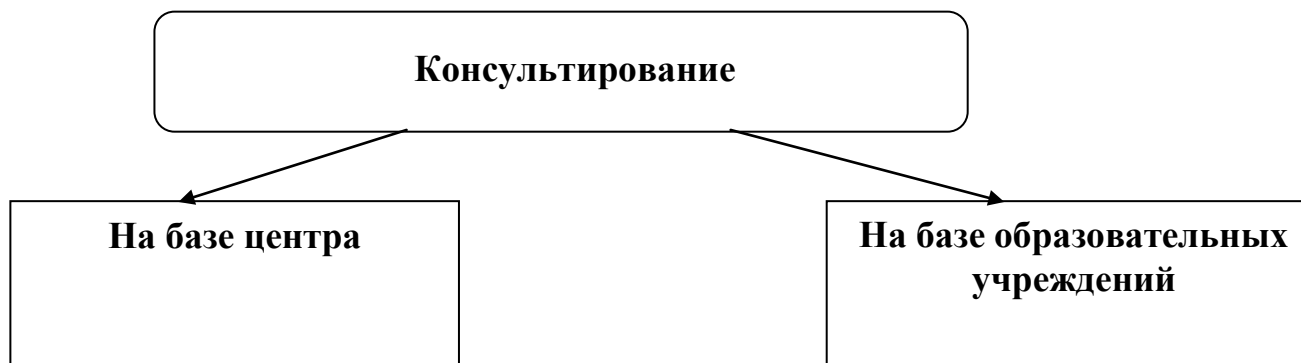 Консультирование
На базе центра
На базе образовательных
учреждений